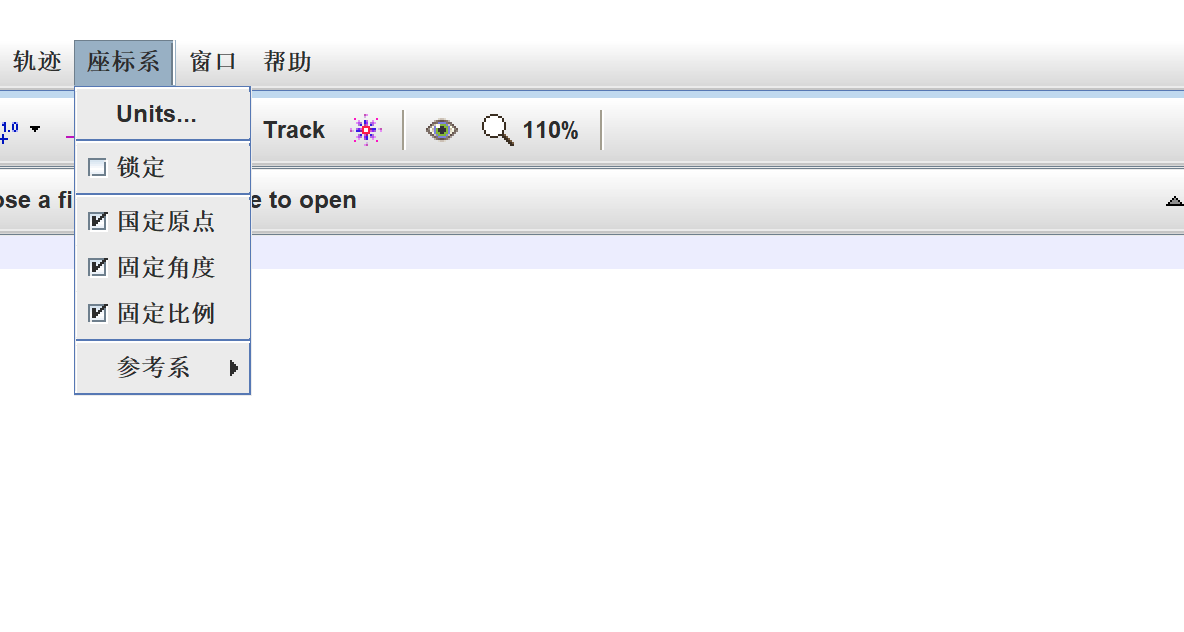 轨迹 座标系 窗口 帮助
Units...
1.0 Track 110%
锁定
ose a fi e to open
国定原点
固定角度
固定比例
参考系